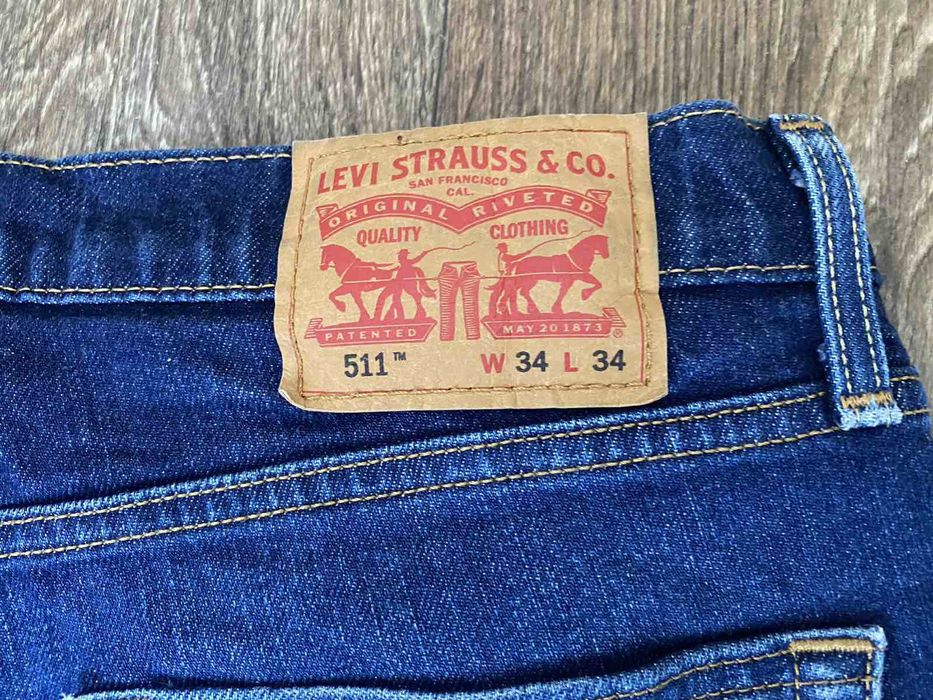 LEVI STRAUSS & CO.
SAN FRANCISCO
CAL.
ORIGINAL RIVETED
QUALITY CLOTHING
PATENTED MAY 20 1873 ®
511™ W 34 L 34